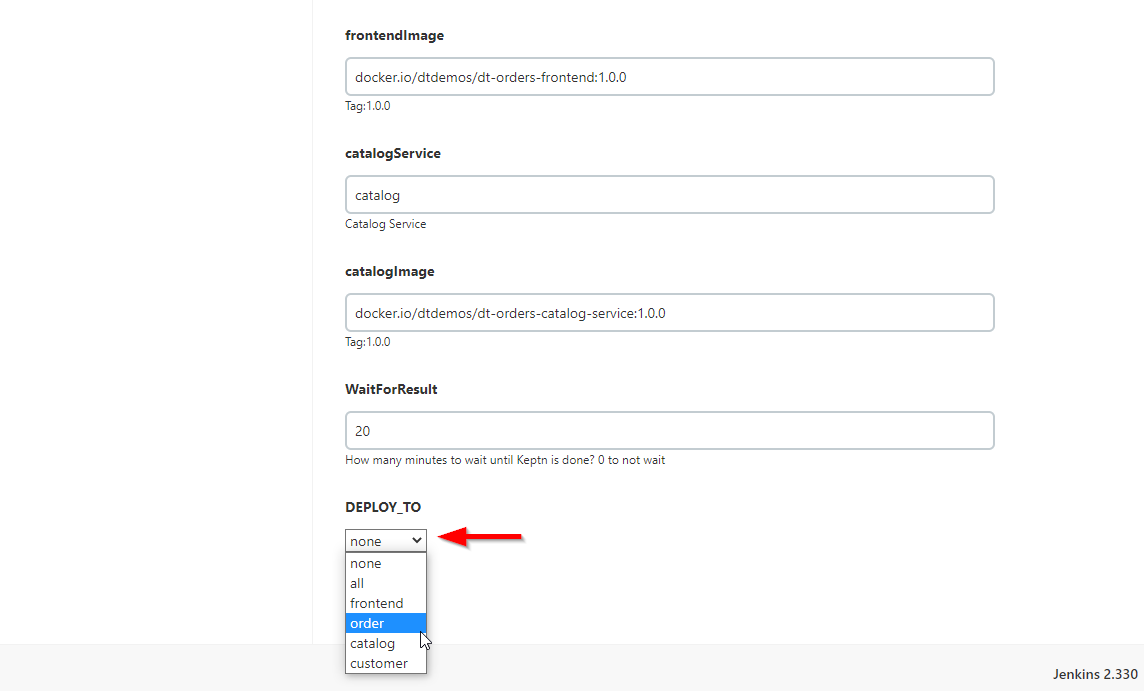 frontendImage
docker.io/dtdemos/dt-orders-frontend:1.0.0
Tag:1.0.0
catalogService
catalog
Catalog Service
catalogImage
docker.io/dtdemos/dt-orders-catalog-service:1.0.0
Tag:1.0.0
WaitForResult
20
How many minutes to wait until Keptn is done? 0 to not wait
DEPLOY_TO
none
none
all
frontend
order
catalog
customer
Jenkins 2.330